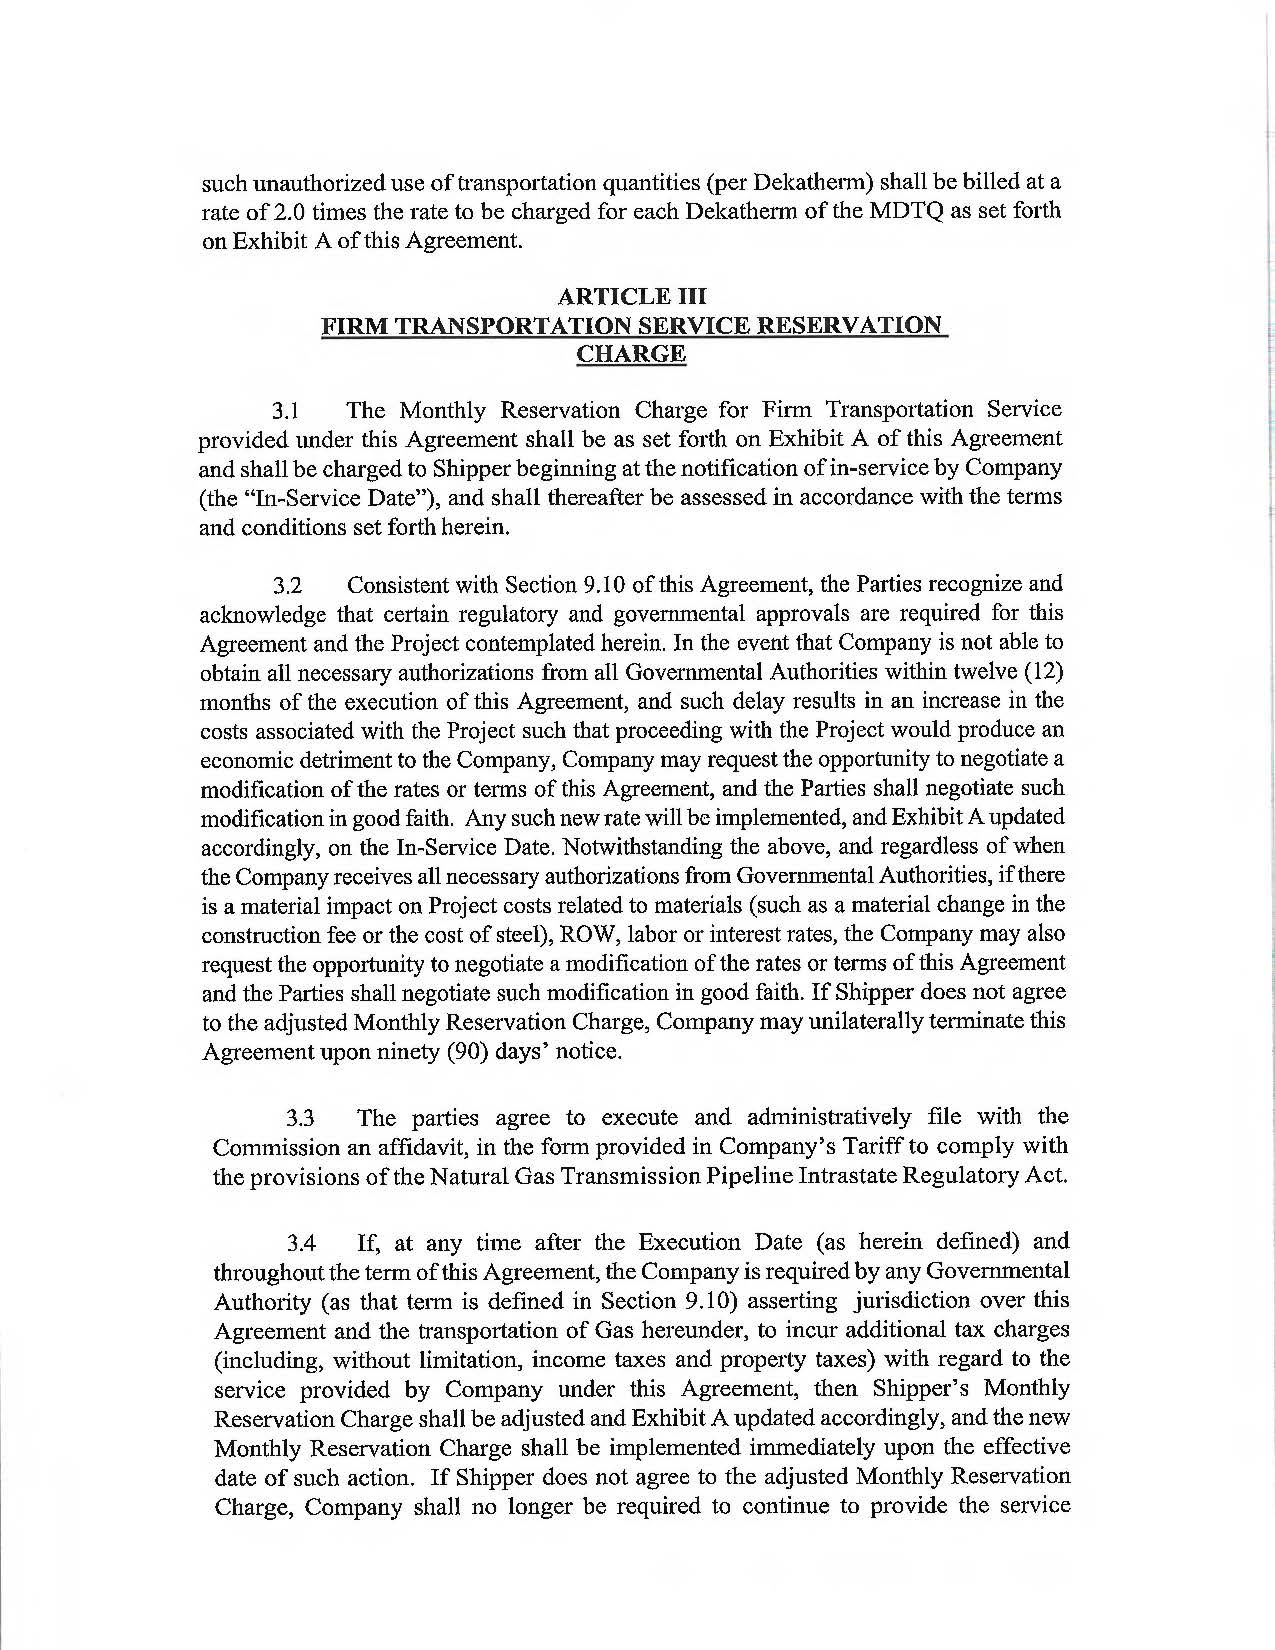 such unauthorized use of transportation quantities (per Dekatherm) shall be billed at a
rate of 2.0 times the rate to be charged for each Dekatherm of the MDTQ as set forth
on Exhibit A of this Agreement.
ARTICLE III
FIRM TRANSPORTATION SERVICE RESERVATION
CHARGE
3.1 The Monthly Reservation Charge for Firm Transportation Service
provided under this Agreement shall be as set forth on Exhibit A of this Agreement
and shall be charged to Shipper beginning at the notification of in-service by Company
(the “In-Service Date”), and shall thereafter be assessed in accordance with the terms
and conditions set forth herein.
3.2 Consistent with Section 9.10 of this Agreement, the Parties recognize and
acknowledge that certain regulatory and governmental approvals are required for this
Agreement and the Project contemplated herein. In the event that Company is not able to
obtain all necessary authorizations from all Governmental Authorities within twelve (12)
months of the execution of this Agreement, and such delay results in an increase in the
costs associated with the Project such that proceeding with the Project would produce an
economic detriment to the Company, Company may request the opportunity to negotiate a
modification of the rates or terms of this Agreement, and the Parties shall negotiate such
modification in good faith. Any such new rate will be implemented, and Exhibit A updated
accordingly, on the In-Service Date. Notwithstanding the above, and regardless of when
the Company receives all necessary authorizations from Governmental Authorities, if there
is a material impact on Project costs related to materials (such as a material change in the
construction fee or the cost of steel), ROW, labor or interest rates, the Company may also
request the opportunity to negotiate a modification of the rates or terms of this Agreement
and the Parties shall negotiate such modification in good faith. If Shipper does not agree
to the adjusted Monthly Reservation Charge, Company may unilaterally terminate this
Agreement upon ninety (90) days’ notice.
3.3 The parties agree to execute and administratively file with the
Commission an affidavit, in the form provided in Company’s Tariff to comply with
the provisions of the Natural Gas Transmission Pipeline Intrastate Regulatory Act.
3.4 If, at any time after the Execution Date (as herein defined) and
throughout the term of this Agreement, the Company is required by any Governmental
Authority (as that term is defined in Section 9.10) asserting jurisdiction over this
Agreement and the transportation of Gas hereunder, to incur additional tax charges
(including, without limitation, income taxes and property taxes) with regard to the
service provided by Company under this Agreement, then Shipper’s Monthly
Reservation Charge shall be adjusted and Exhibit A updated accordingly, and the new
Monthly Reservation Charge shall be implemented immediately upon the effective
date of such action. If Shipper does not agree to the adjusted Monthly Reservation
Charge, Company shall no longer be required to continue to provide the service